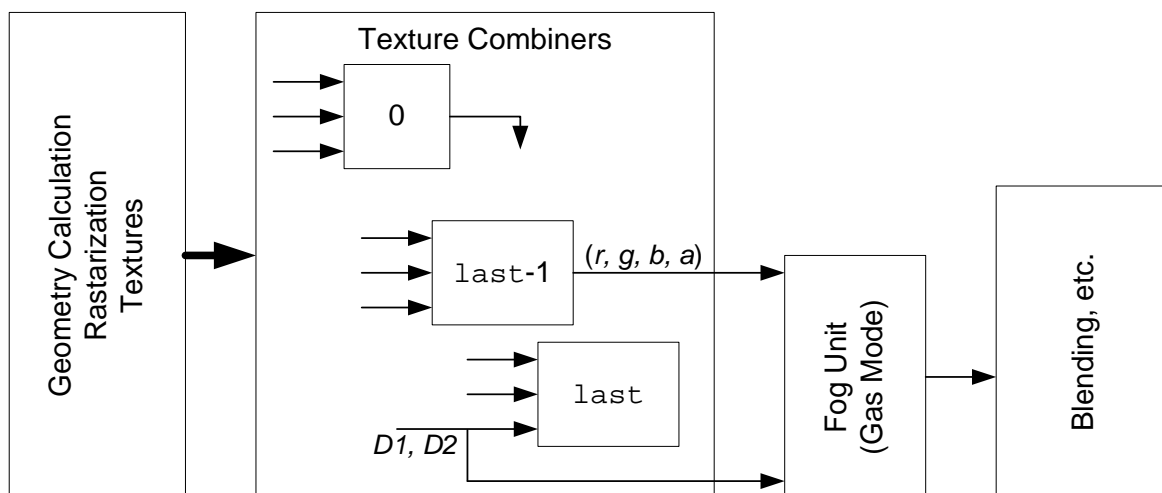 Geometry Calculation
Rastarization
Textures
Texture Combiners
0
last-1
(r, g, b, a)
last
D1, D2
Fog Unit
(Gas Mode)
Blending, etc.